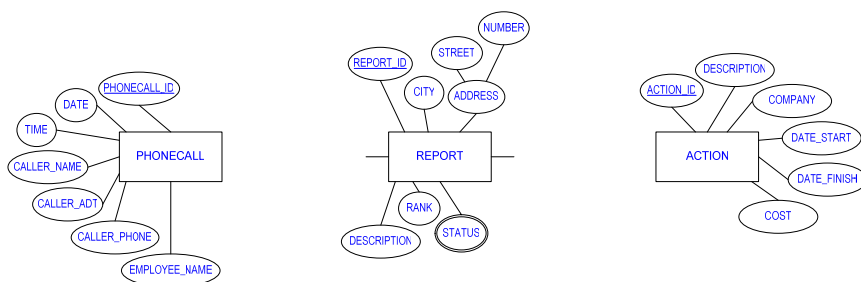 NUMBER
STREET
REPORT_ID
DESCRIPTION
PHONECALL_ID
CITY
ADDRESS
ACTION_ID
COMPANY
DATE
TIME
DATE_START
PHONECALL
REPORT
ACTION
CALLER_NAME
DATE_FINISH
CALLER_ADT
RANK
COST
CALLER_PHONE
DESCRIPTION
STATUS
EMPLOYEE_NAME